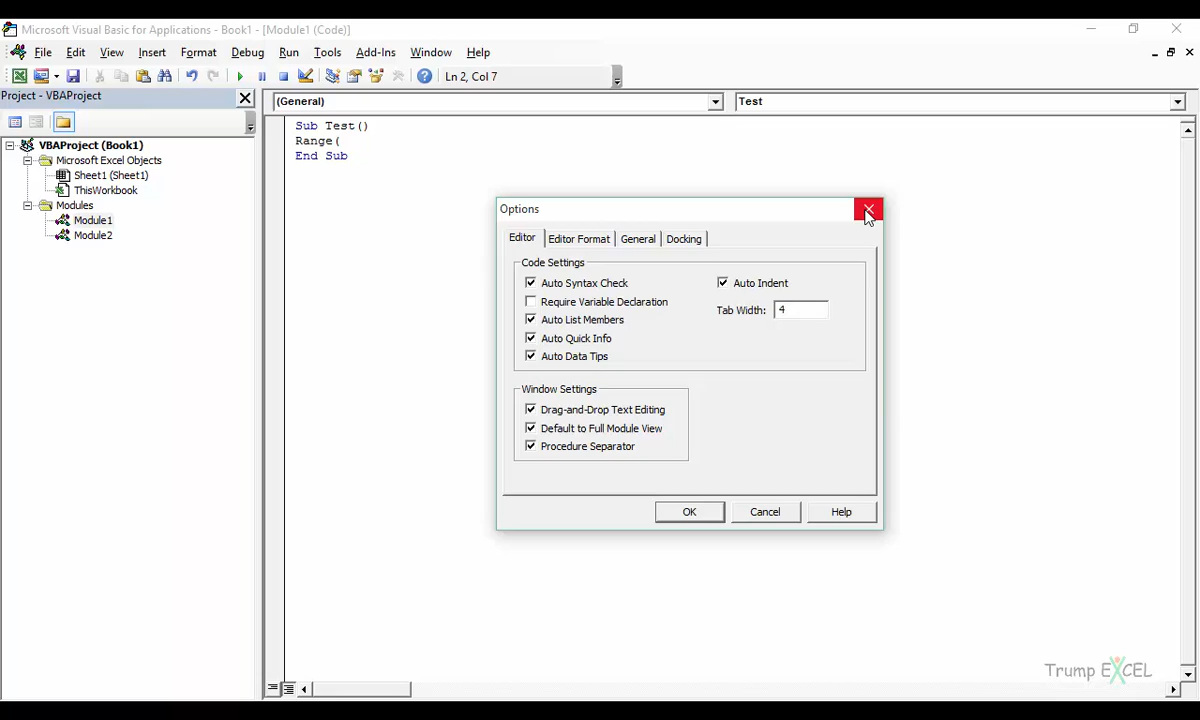 Microsoft Visual Basic for Applications - Book1 - [Module1 (Code)]
File Edit View Insert Format Debug Run Tools Add-Ins Window Help
Ln 2, Col 7
Project - VBAProject
(General) Test
VBAProject (Book1)
Microsoft Excel Objects
Sheet1 (Sheet1)
ThisWorkbook
Modules
Module1
Module2
Sub Test()
Range(
End Sub
Options
Editor Editor Format General Docking
Code Settings
Auto Syntax Check
Require Variable Declaration
Auto List Members
Auto Quick Info
Auto Data Tips
Auto Indent
Tab Width: 4
Window Settings
Drag-and-Drop Text Editing
Default to Full Module View
Procedure Separator
OK Cancel Help
Trump EXCEL